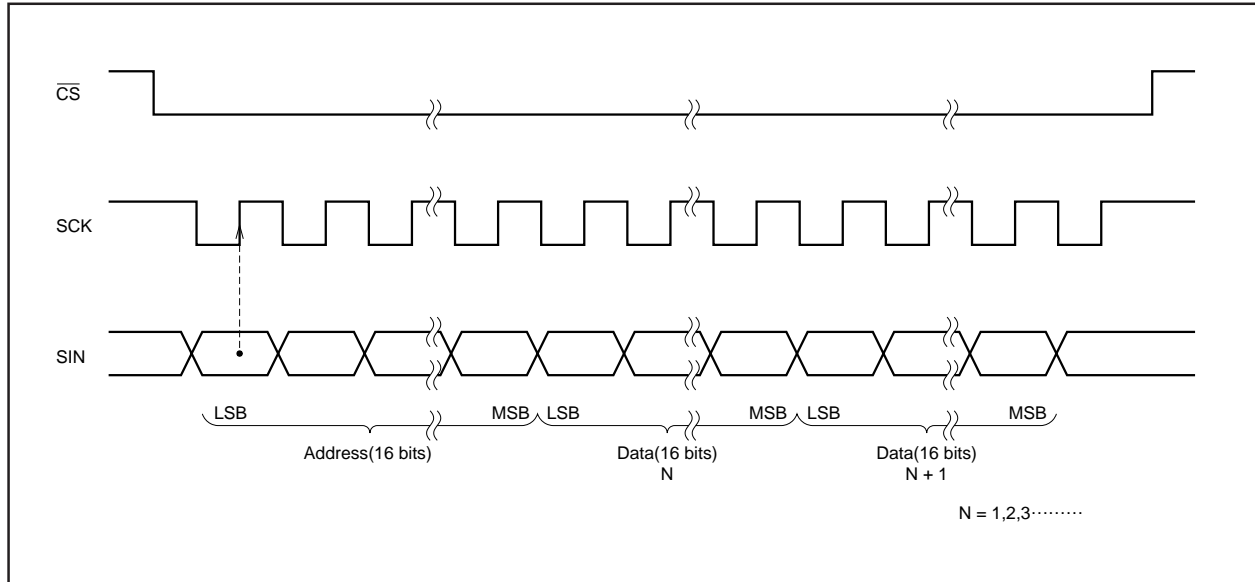 CS
SCK
SIN
LSB MSB LSB MSB LSB MSB
Address(16 bits) Data(16 bits) Data(16 bits)
N N + 1
N = 1,2,3·········